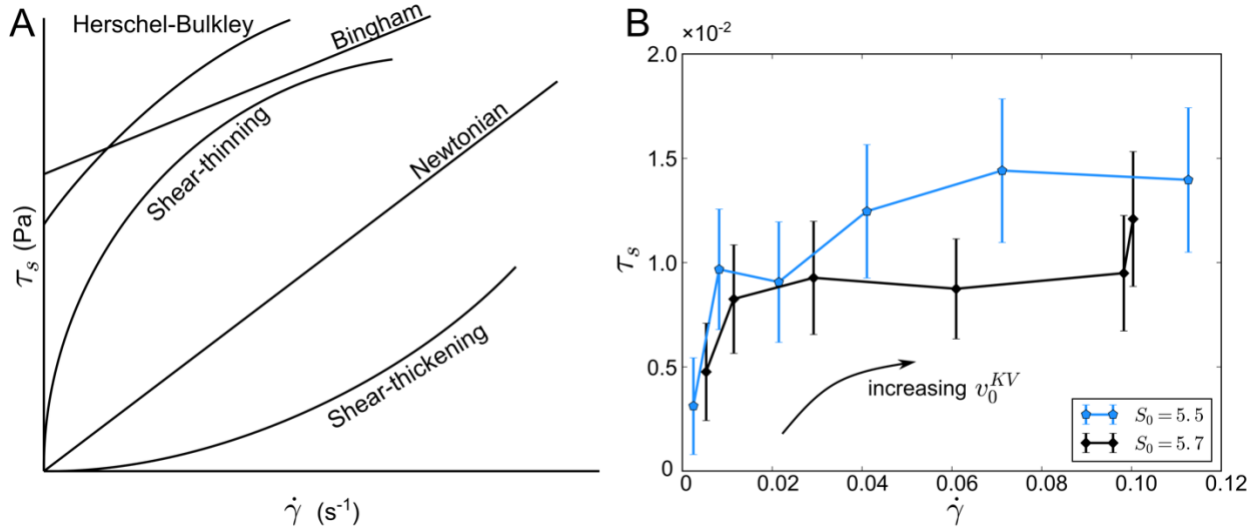 A
Herschel-Bulkley
Bingham
Shear-thinning
Newtonian
Shear-thickening
τs (Pa)
γ̇ (s⁻¹)
B
×10⁻²
2.0
1.5
1.0
0.5
0
τs
0 0.02 0.04 0.06 0.08 0.10 0.12
γ̇
increasing v₀ᴷⱽ
S₀ = 5.5
S₀ = 5.7